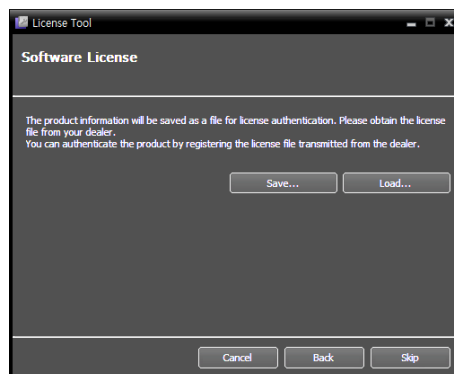 License Tool
Software License
The product information will be saved as a file for license authentication. Please obtain the license
file from your dealer.
You can authenticate the product by registering the license file transmitted from the dealer.
Save... Load...
Cancel Back Skip